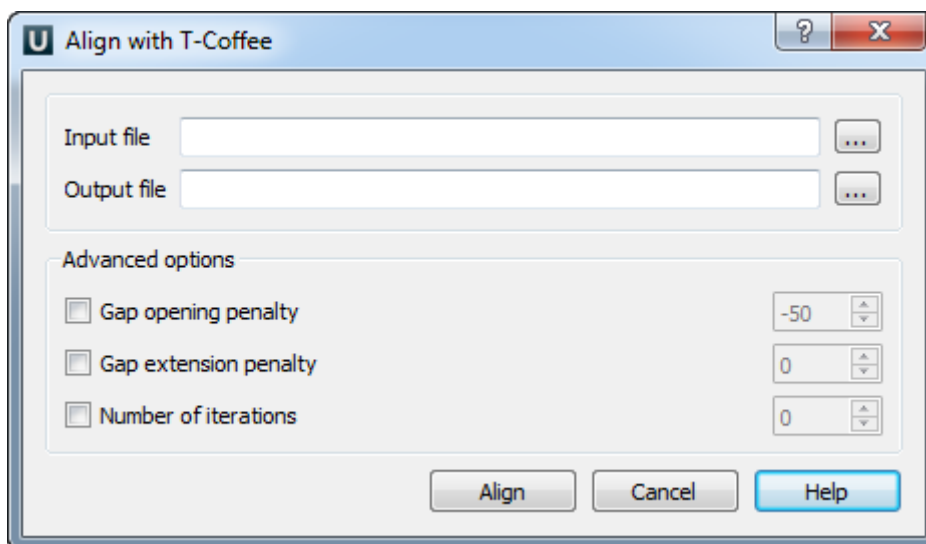 U Align with T-Coffee ? X
Input file ...
Output file ...
Advanced options
Gap opening penalty -50
Gap extension penalty 0
Number of iterations 0
Align Cancel Help